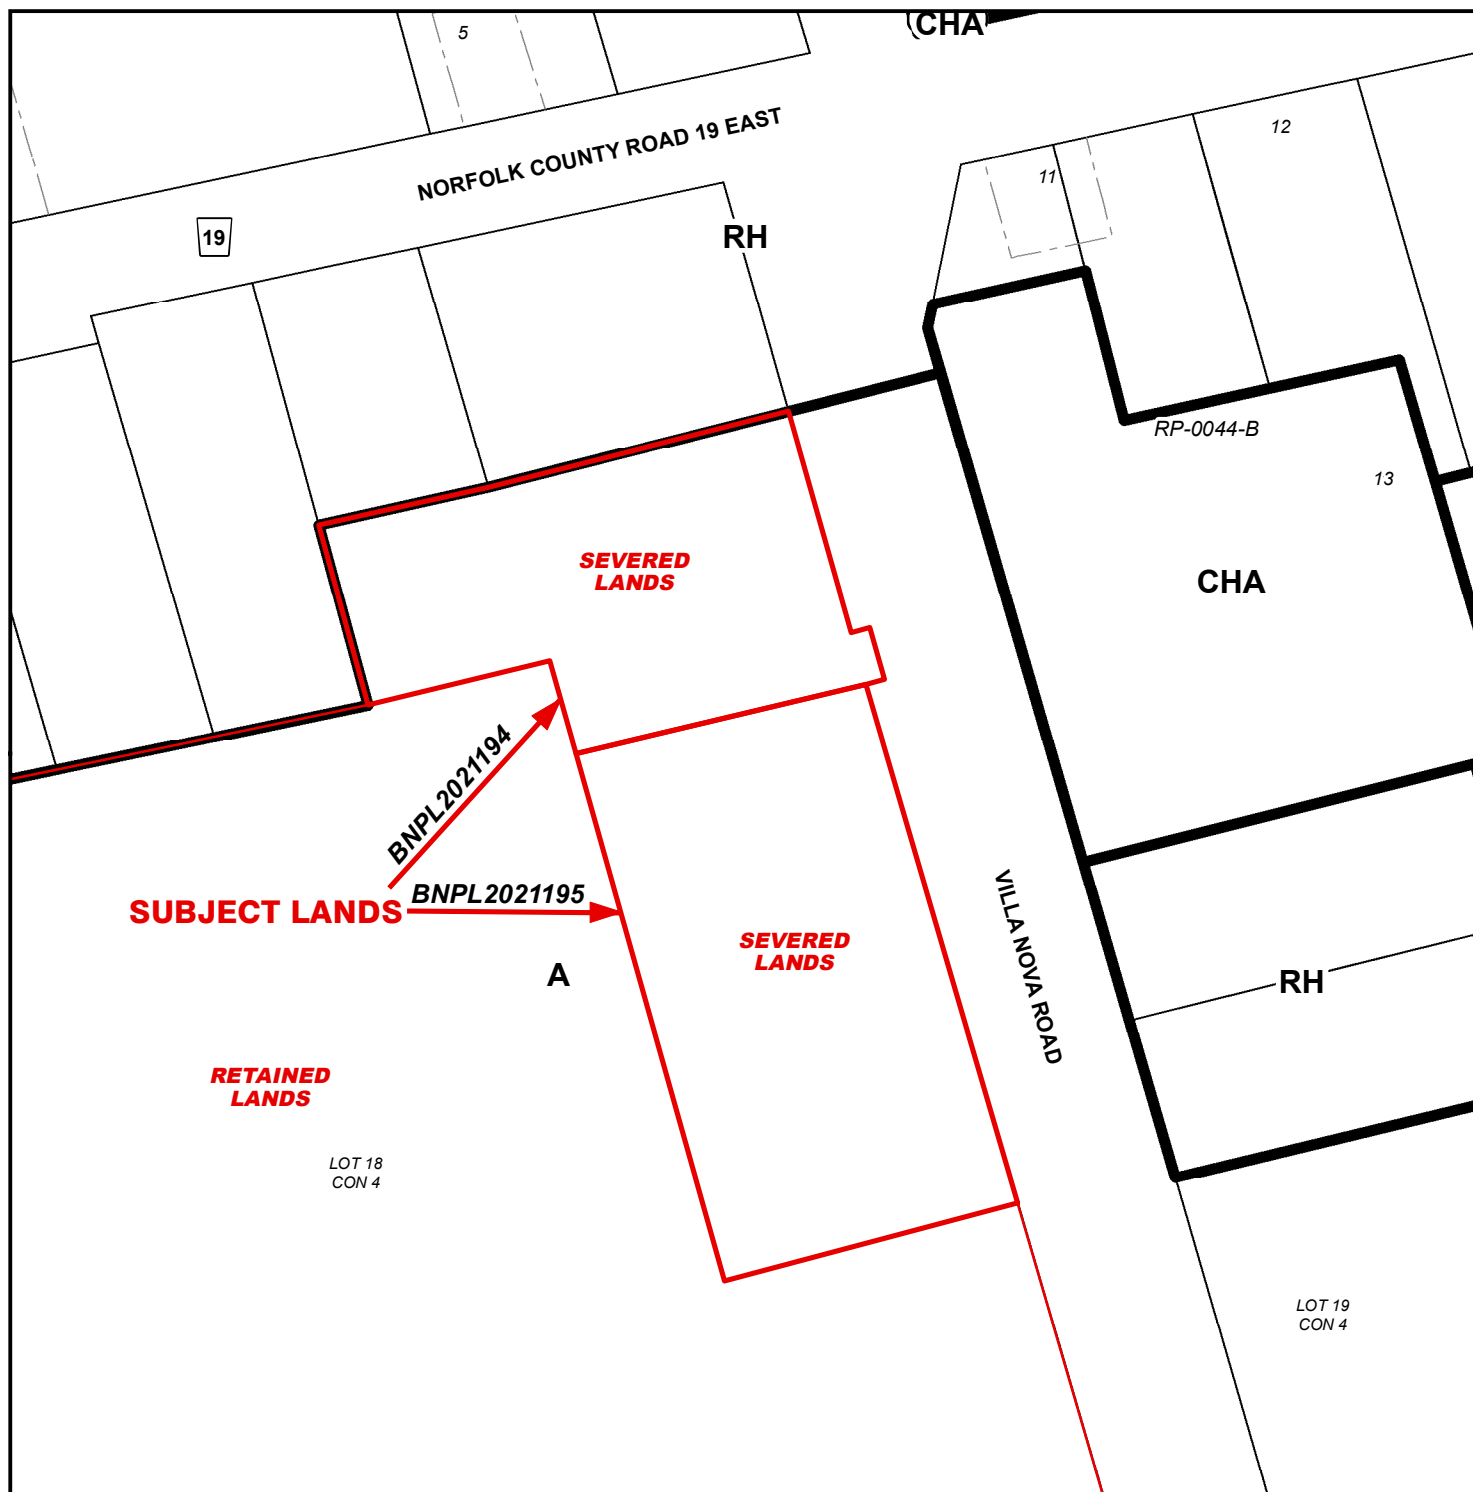 CHA
5
NORFOLK COUNTY ROAD 19 EAST
12
11
19
RH
RP-0044-B
13
SEVERED
LANDS
CHA
BNPL2021194
BNPL2021195
SUBJECT LANDS
SEVERED
LANDS
VILLA NOVA ROAD
A
RH
RETAINED
LANDS
LOT 18
CON 4
LOT 19
CON 4